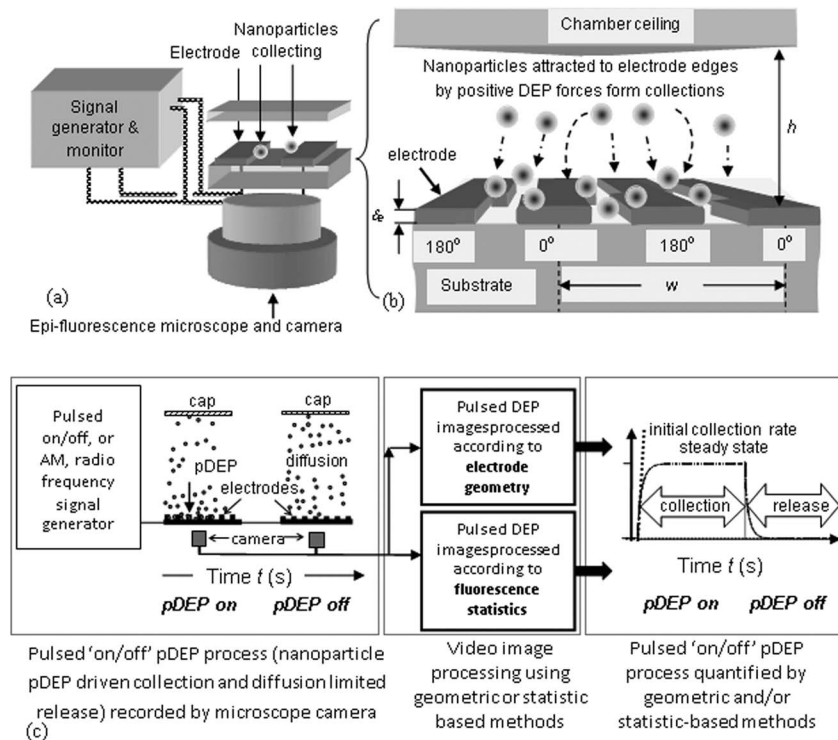 (a)
Nanoparticles
collecting
Electrode
Signal
generator &
monitor
Epi-fluorescence microscope and camera
(b)
Chamber ceiling
Nanoparticles attracted to electrode edges
by positive DEP forces form collections
h
electrode
180° 0° 180° 0°
Substrate
w
Pulsed
on/off, or
AM, radio
frequency
signal
generator
cap cap
pDEP
diffusion
electrodes
camera
Time t (s)
pDEP on pDEP off
Pulsed 'on/off' pDEP process (nanoparticle
pDEP driven collection and diffusion limited
release) recorded by microscope camera
(c)
Pulsed DEP
imagesprocessed
according to
electrode
geometry
Pulsed DEP
imagesprocessed
according to
fluorescence
statistics
Video image
processing using
geometric or statistic
based methods
initial collection rate
steady state
collection release
Time t (s)
pDEP on pDEP off
Pulsed 'on/off' pDEP
process quantified by
geometric and/or
statistic-based methods